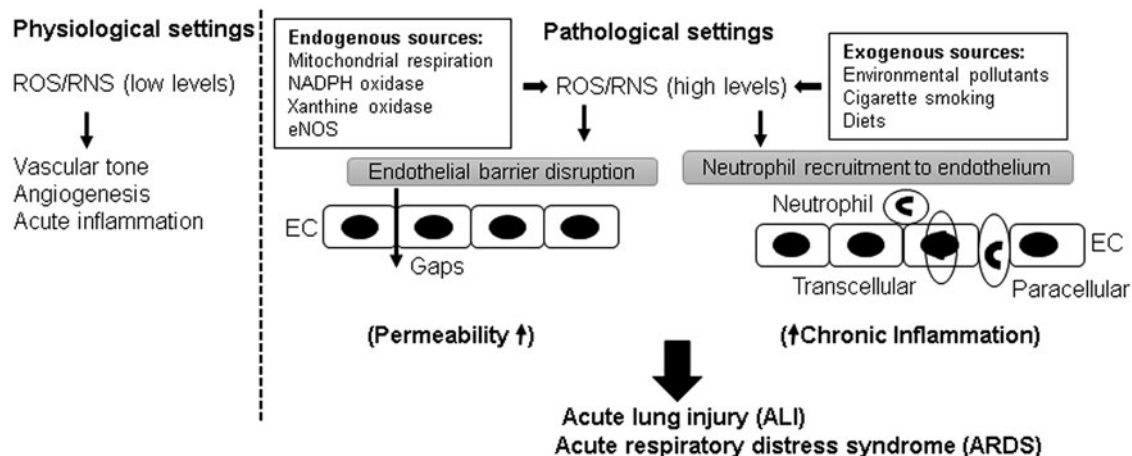 Physiological settings
ROS/RNS (low levels)
Vascular tone
Angiogenesis
Acute inflammation
Pathological settings
Endogenous sources:
Mitochondrial respiration
NADPH oxidase
Xanthine oxidase
eNOS
ROS/RNS (high levels)
Exogenous sources:
Environmental pollutants
Cigarette smoking
Diets
Endothelial barrier disruption
EC
Gaps
(Permeability ↑)
Neutrophil recruitment to endothelium
Neutrophil
EC
Transcellular
Paracellular
(↑Chronic Inflammation)
Acute lung injury (ALI)
Acute respiratory distress syndrome (ARDS)